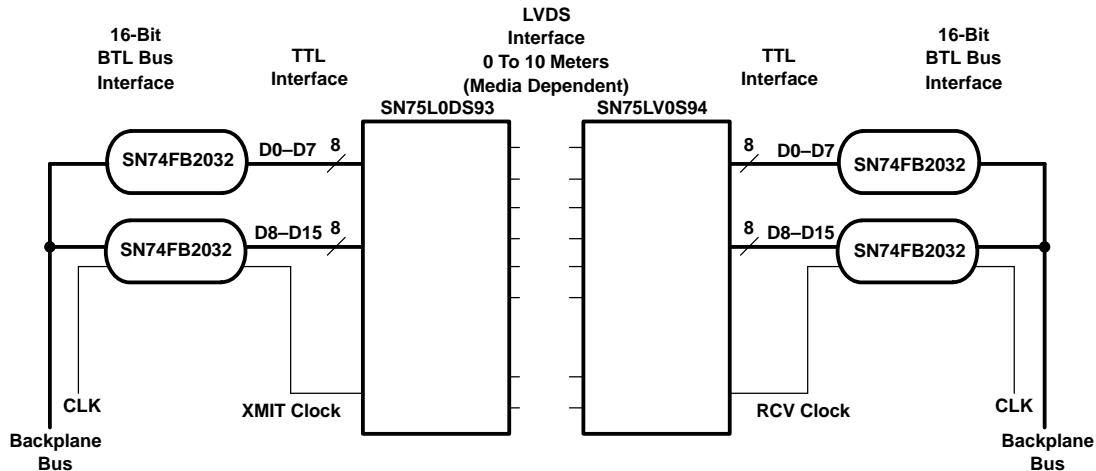 16-Bit
BTL Bus
Interface
TTL
Interface
LVDS
Interface
0 To 10 Meters
(Media Dependent)
TTL
Interface
16-Bit
BTL Bus
Interface
SN75L0DS93
SN75LV0S94
SN74FB2032
D0–D7
8
8
D0–D7
SN74FB2032
SN74FB2032
D8–D15
8
8
D8–D15
SN74FB2032
CLK
XMIT Clock
RCV Clock
CLK
Backplane
Bus
Backplane
Bus